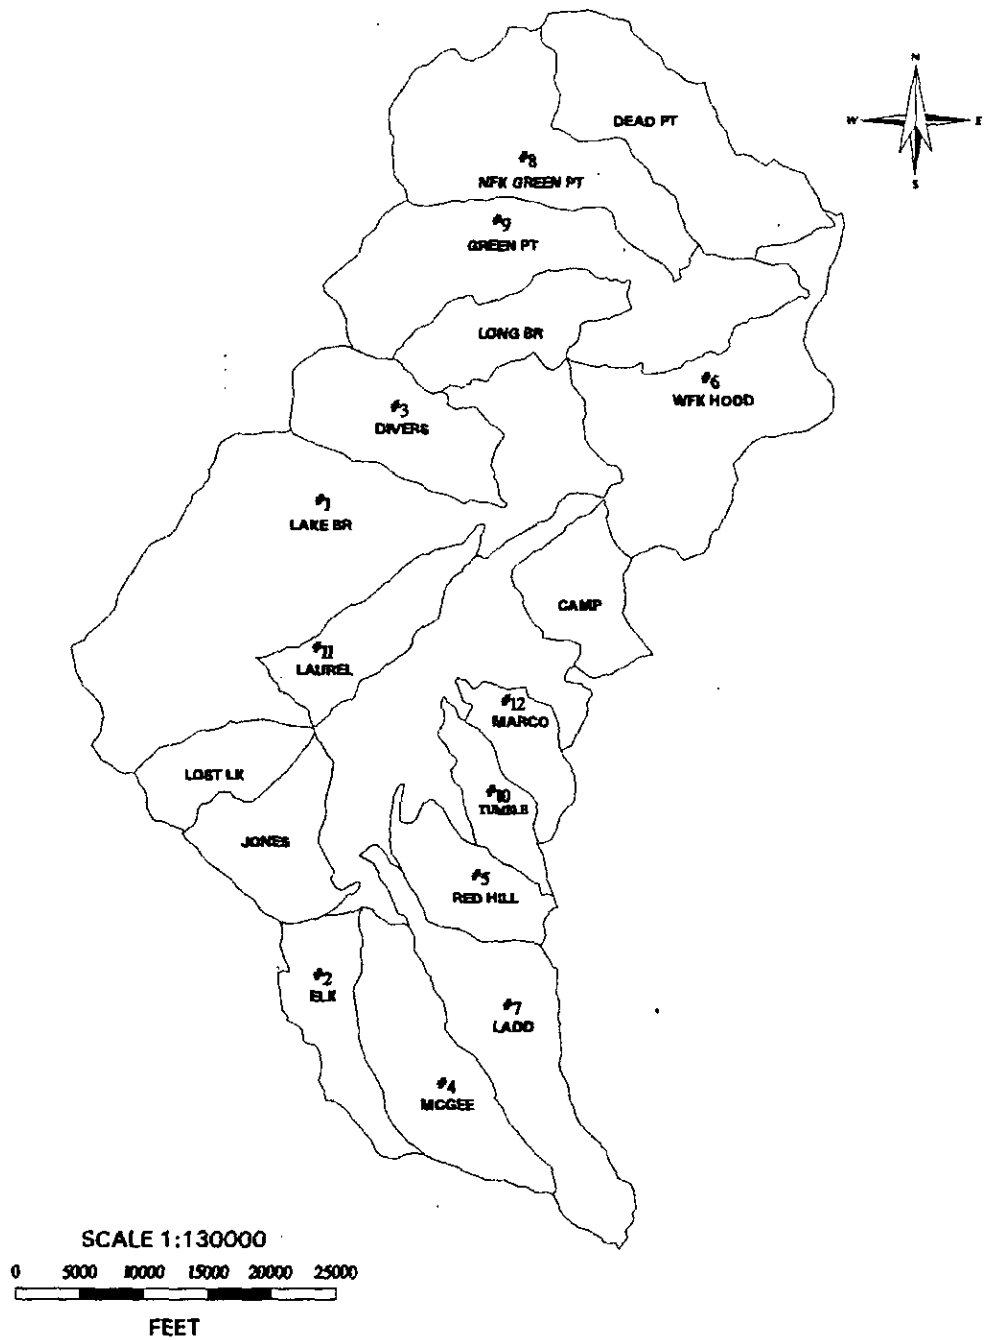 N
W E
S
DEAD PT
#8
NFK GREEN PT
#9
GREEN PT
LONG BR
#6
WFK HOOD
#3
DIVERS
#1
LAKE BR
CAMP
#11
LAUREL
#12
MARCO
LOST LK
#10
TUMBLE
JONES
#5
RED HILL
#2
ELK
#7
LADD
#4
MCGEE
SCALE 1:130000
0 5000 10000 15000 20000 25000
FEET